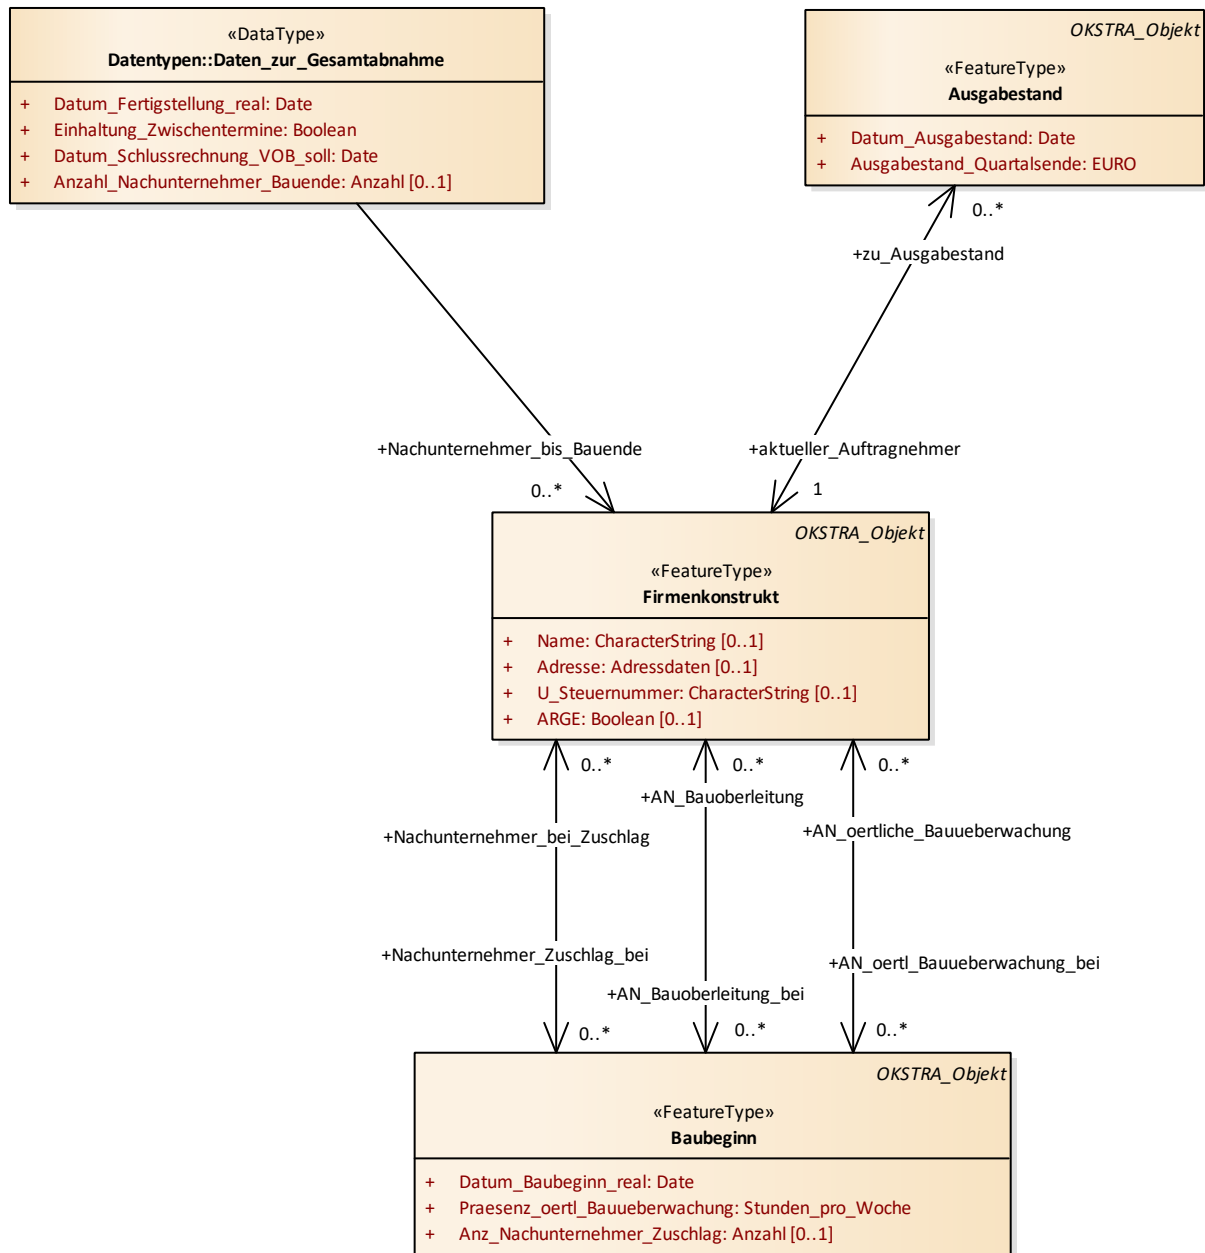 «DataType»
Datentypen::Daten_zur_Gesamtabnahme
+ Datum_Fertigstellung_real: Date
+ Einhaltung_Zwischentermine: Boolean
+ Datum_Schlussrechnung_VOB_soll: Date
+ Anzahl_Nachunternehmer_Bauende: Anzahl [0..1]
OKSTRA_Objekt
«FeatureType»
Ausgabestand
+ Datum_Ausgabestand: Date
+ Ausgabestand_Quartalsende: EURO
0..*
+zu_Ausgabestand
+Nachunternehmer_bis_Bauende
0..*
+aktueller_Auftragnehmer
1
OKSTRA_Objekt
«FeatureType»
Firmenkonstrukt
+ Name: CharacterString [0..1]
+ Adresse: Adressdaten [0..1]
+ U_Steuernummer: CharacterString [0..1]
+ ARGE: Boolean [0..1]
0..*
0..*
0..*
+AN_Bauoberleitung
+Nachunternehmer_bei_Zuschlag
+AN_oertliche_Bauueberwachung
+Nachunternehmer_Zuschlag_bei
+AN_oertl_Bauueberwachung_bei
+AN_Bauoberleitung_bei
0..*
0..*
0..*
OKSTRA_Objekt
«FeatureType»
Baubeginn
+ Datum_Baubeginn_real: Date
+ Praesenz_oertl_Bauueberwachung: Stunden_pro_Woche
+ Anz_Nachunternehmer_Zuschlag: Anzahl [0..1]